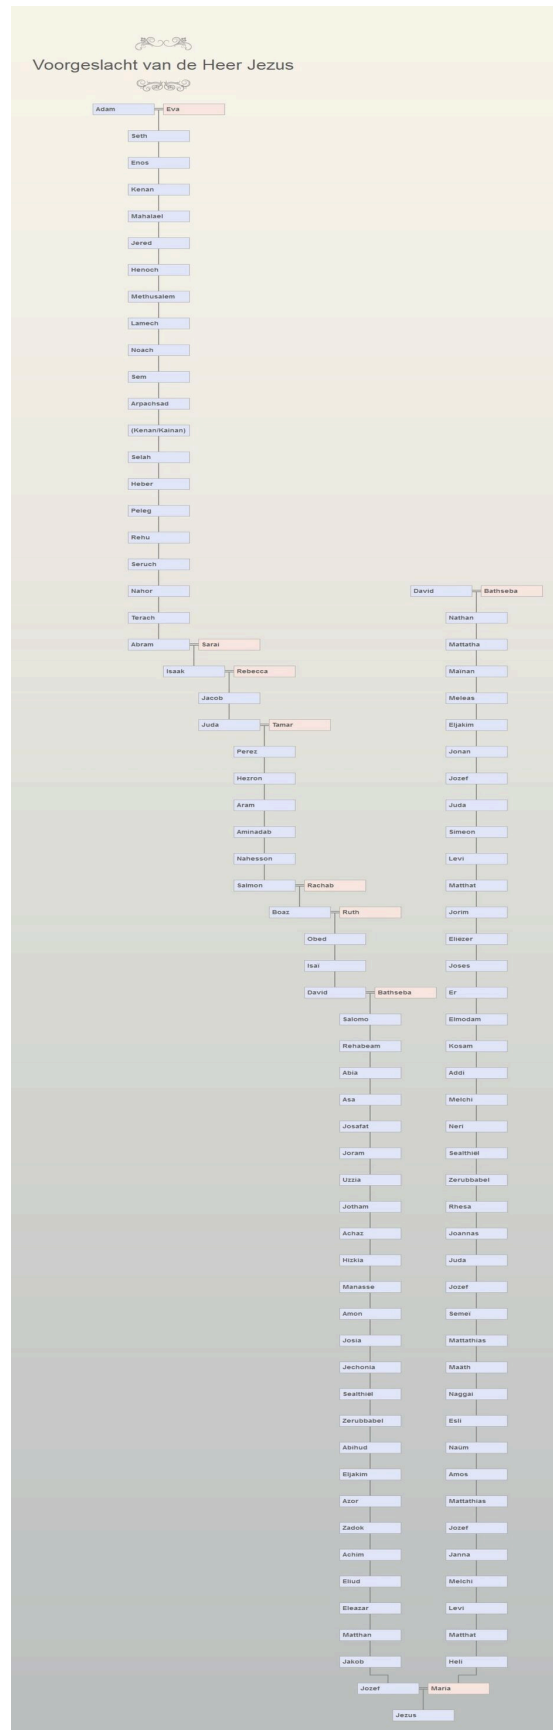 Voorgeslacht van de Heer Jezus
Adam Eva
Seth
Enos
Kenan
Mahalael
Jered
Henoch
Methusalem
Lamech
Noach
Sem
Arpachsad
(Kenan/Kainan)
Selah
Heber
Peleg
Rehu
Seruch
Nahor
Terach
Abram Sarai
Isaak Rebecca
Jacob
Juda Tamar
Perez
Hezron
Aram
Aminadab
Nahesson
Salmon Rachab
Boaz Ruth
Obed
Isai
David Bathseba
Salomo
Rehabeam
Abia
Asa
Josafat
Joram
Uzzia
Jotham
Achaz
Hizkia
Manasse
Amon
Josia
Jechonia
Sealthiel
Zerubbabel
Abihud
Eljakim
Azor
Zadok
Achim
Eliud
Eleazar
Matthan
Jakob
David Bathseba
Nathan
Mattatha
Mainan
Meleas
Eljakim
Jonan
Jozef
Juda
Simeon
Levi
Matthat
Jorim
Eliezer
Joses
Er
Elmodam
Kosam
Addi
Melchi
Neri
Sealthiel
Zerubbabel
Rhesa
Joannas
Juda
Jozef
Semei
Mattathias
Maäth
Naggai
Esli
Naüm
Amos
Mattathias
Jozef
Janna
Melchi
Levi
Matthat
Heli
Jozef Maria
Jezus